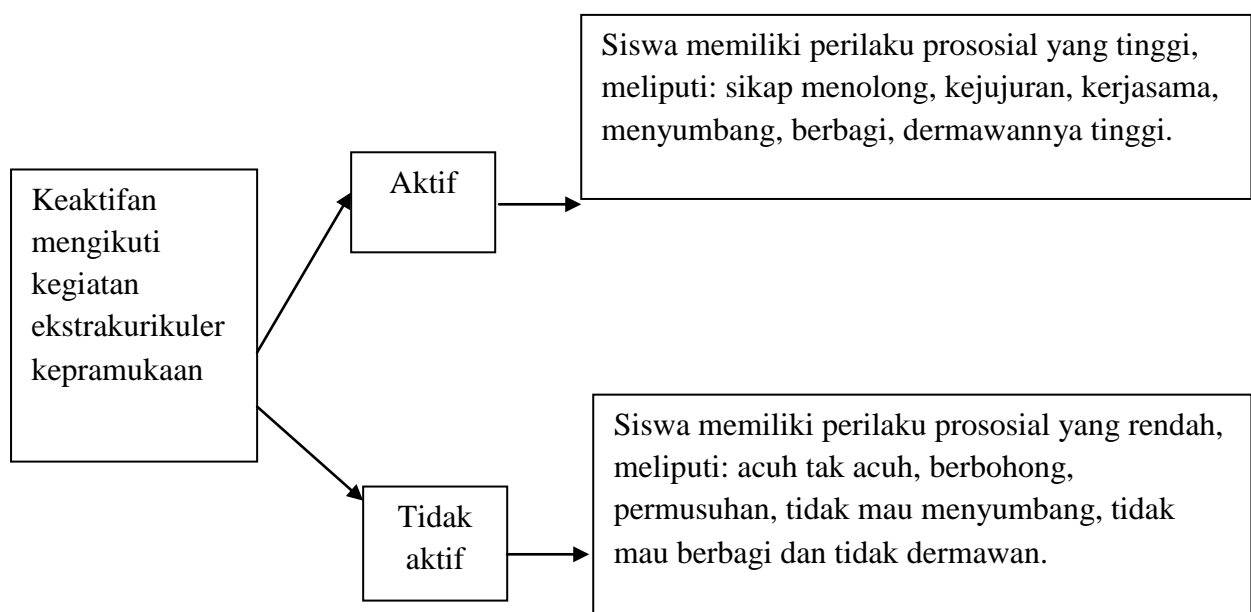 Siswa memiliki perilaku prososial yang tinggi,
meliputi: sikap menolong, kejujuran, kerjasama,
menyumbang, berbagi, dermawannya tinggi.
Aktif
Keaktifan
mengikuti
kegiatan
ekstrakurikuler
kepramukaan
Siswa memiliki perilaku prososial yang rendah,
meliputi: acuh tak acuh, berbohong,
permusuhan, tidak mau menyumbang, tidak
mau berbagi dan tidak dermawan.
Tidak
aktif